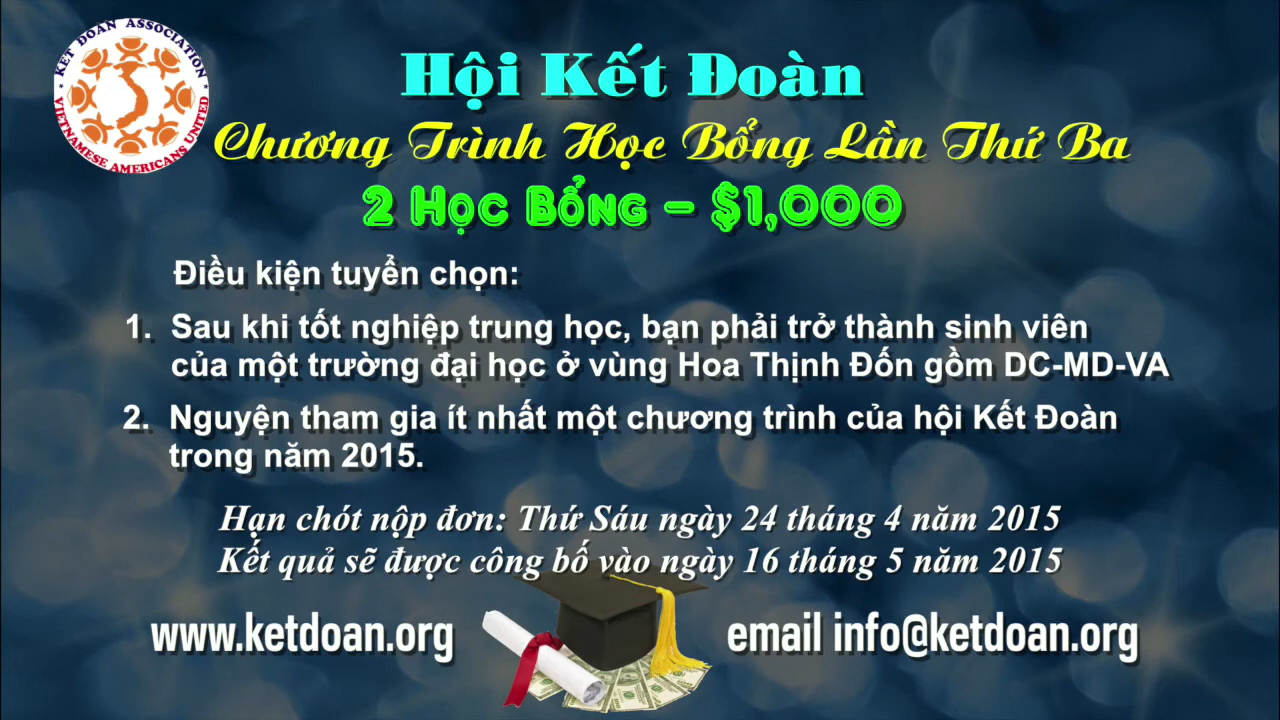 KET DOAN ASSOCIATION
VIETNAMESE AMERICANS UNITED
Hội Kết Đoàn
Chương Trình Học Bổng Lần Thứ Ba
2 HỌC BỔNG – $1,000
Điều kiện tuyển chọn:
1. Sau khi tốt nghiệp trung học, bạn phải trở thành sinh viên
của một trường đại học ở vùng Hoa Thịnh Đốn gồm DC-MD-VA
2. Nguyện tham gia ít nhất một chương trình của hội Kết Đoàn
trong năm 2015.
Hạn chót nộp đơn: Thứ Sáu ngày 24 tháng 4 năm 2015
Kết quả sẽ được công bố vào ngày 16 tháng 5 năm 2015
www.ketdoan.org
email info@ketdoan.org